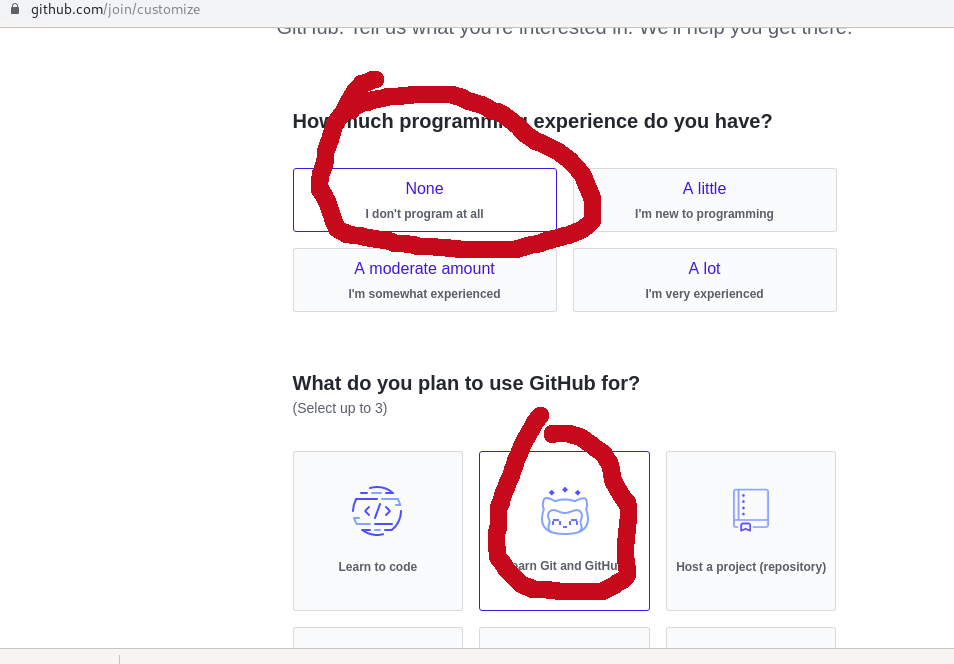 github.com/join/customize
GitHub. Tell us what you're interested in. We'll help you get there.
How much programming experience do you have?
None
I don't program at all
A little
I'm new to programming
A moderate amount
I'm somewhat experienced
A lot
I'm very experienced
What do you plan to use GitHub for?
(Select up to 3)
Learn to code
Learn Git and GitHub
Host a project (repository)